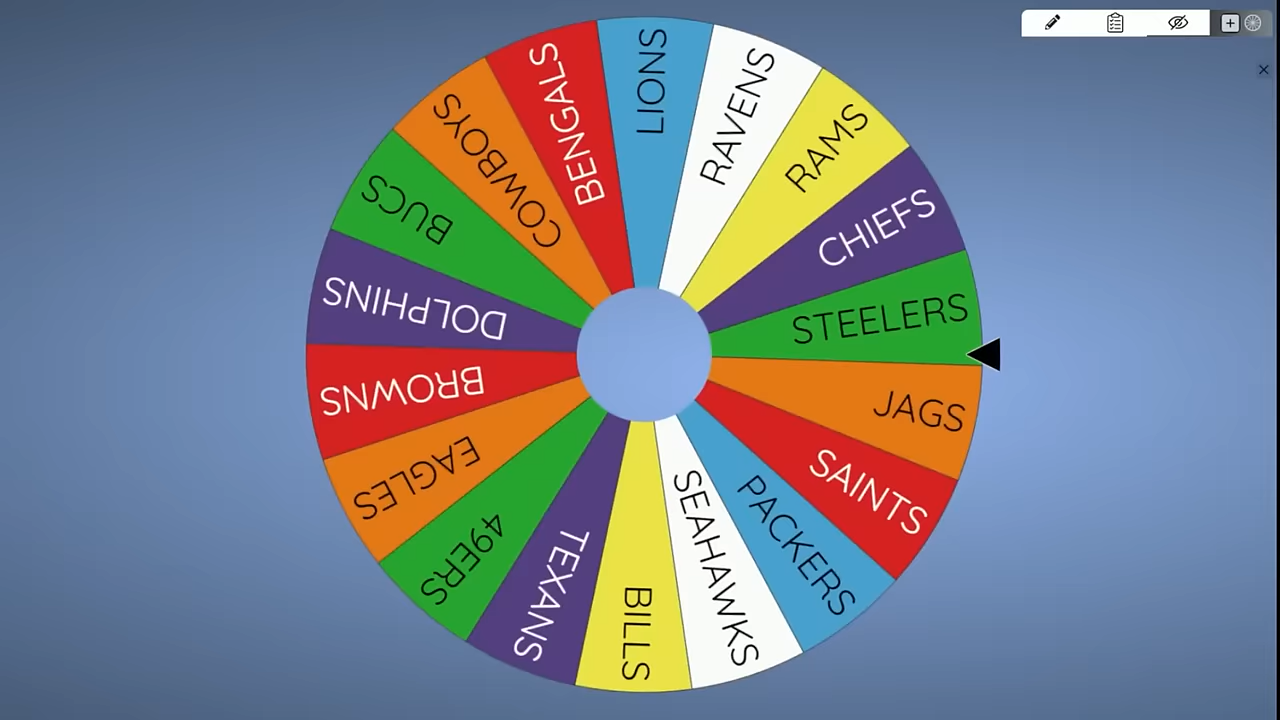 LIONS
RAVENS
RAMS
CHIEFS
STEELERS
JAGS
SAINTS
PACKERS
SEAHAWKS
BILLS
TEXANS
49ERS
EAGLES
BROWNS
DOLPHINS
BUCS
COWBOYS
BENGALS